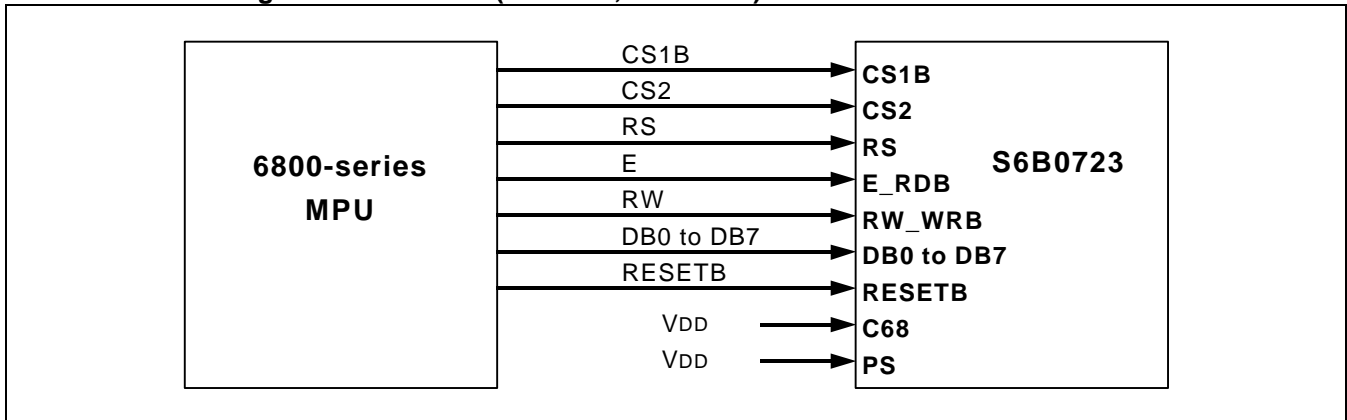 CS1B
CS2
RS
E
RW
DB0 to DB7
RESETB
VDD
VDD
6800-series
MPU
CS1B
CS2
RS
E_RDB
RW_WRB
DB0 to DB7
RESETB
C68
PS
S6B0723